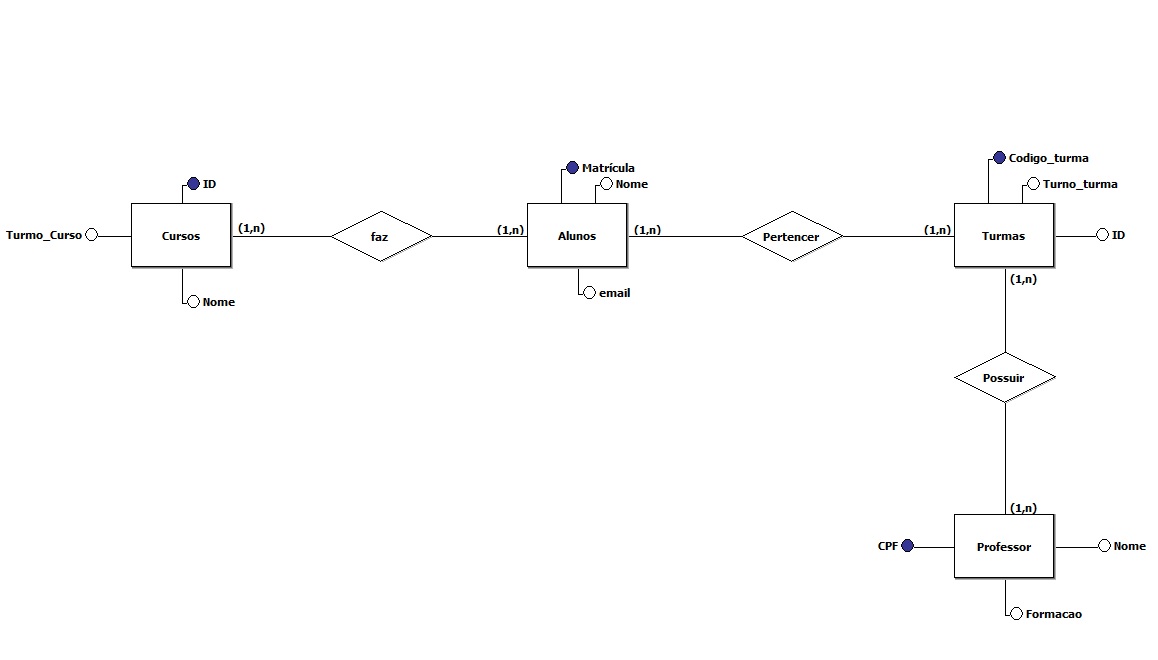 Codigo_turma
Matrícula
ID
Nome
Turno_turma
Turmo_Curso
Cursos
(1,n)
faz
(1,n)
Alunos
(1,n)
Pertencer
(1,n)
Turmas
ID
(1,n)
email
Nome
Possuir
(1,n)
CPF
Professor
Nome
Formacao